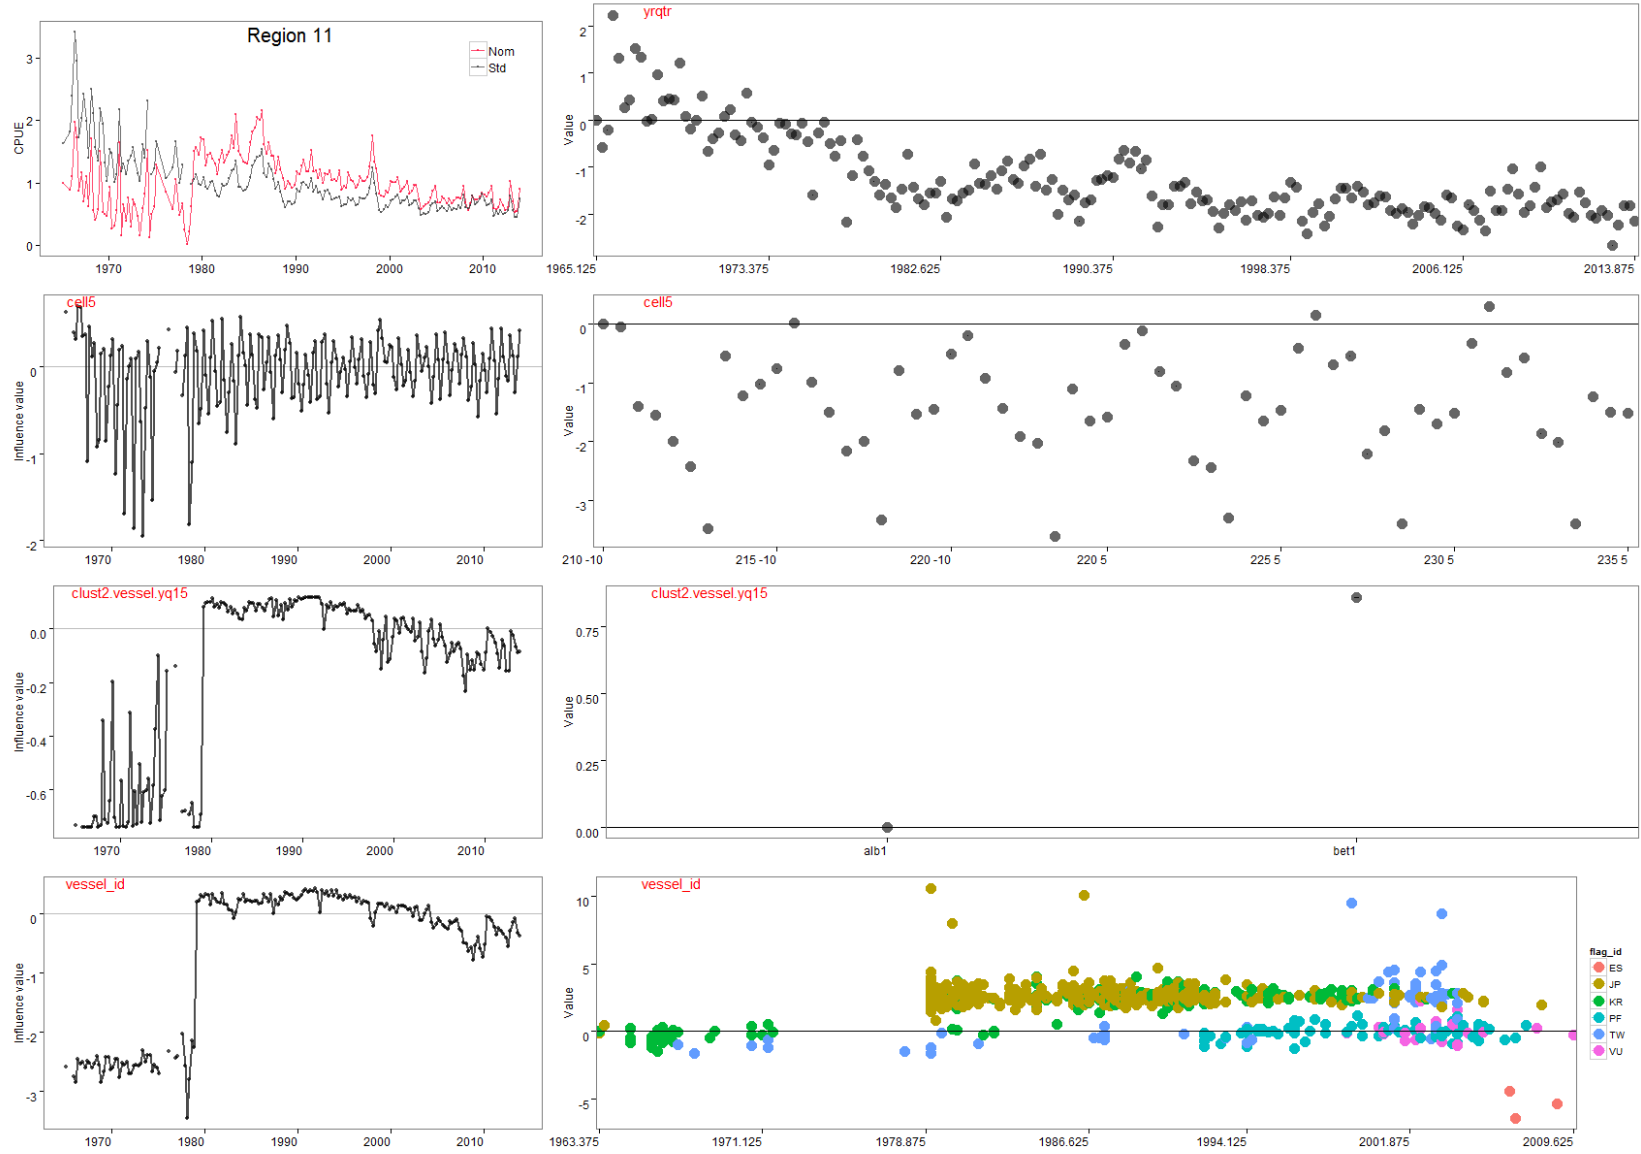 Region 11
Nom
Std
CPUE
3
2
1
0
1970 1980 1990 2000 2010
yrqtr
Value
2
1
0
-1
-2
1965.125 1973.375 1982.625 1990.375 1998.375 2006.125 2013.875
cell5
Influence value
0
-1
-2
1970 1980 1990 2000 2010
cell5
Value
0
-1
-2
-3
210 -10 215 -10 220 -10 220 5 225 5 230 5 235 5
clust2.vessel.yq15
Influence value
0.0
-0.2
-0.4
-0.6
1970 1980 1990 2000 2010
clust2.vessel.yq15
Value
0.75
0.50
0.25
0.00
alb1 bet1
vessel_id
Influence value
0
-1
-2
-3
1970 1980 1990 2000 2010
vessel_id
Value
10
5
0
-5
1963.375 1971.125 1978.875 1986.625 1994.125 2001.875 2009.625
flag_id
ES
JP
KR
PF
TW
VU